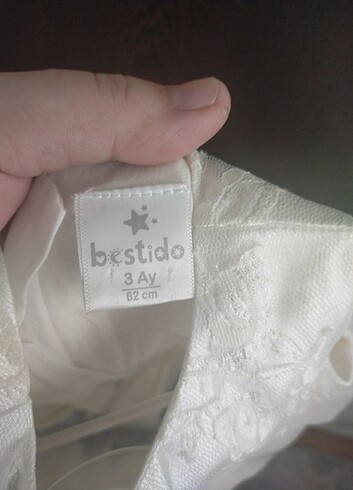 bestido
3 Ay
62 cm